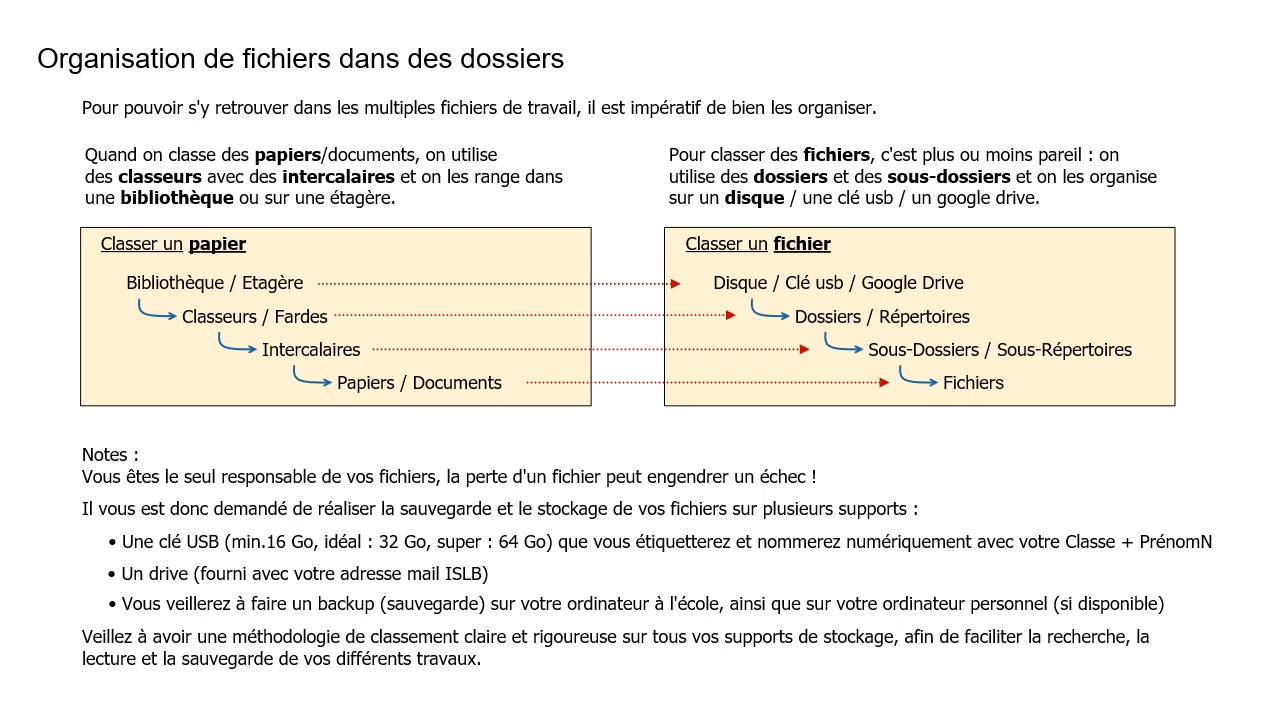 Organisation de fichiers dans des dossiers
Pour pouvoir s'y retrouver dans les multiples fichiers de travail, il est impératif de bien les organiser.
Quand on classe des papiers/documents, on utilise
des classeurs avec des intercalaires et on les range dans
une bibliothèque ou sur une étagère.
Pour classer des fichiers, c'est plus ou moins pareil : on
utilise des dossiers et des sous-dossiers et on les organise
sur un disque / une clé usb / un google drive.
Classer un papier
Bibliothèque / Etagère
Classeurs / Fardes
Intercalaires
Papiers / Documents
Classer un fichier
Disque / Clé usb / Google Drive
Dossiers / Répertoires
Sous-Dossiers / Sous-Répertoires
Fichiers
Notes :
Vous êtes le seul responsable de vos fichiers, la perte d'un fichier peut engendrer un échec !
Il vous est donc demandé de réaliser la sauvegarde et le stockage de vos fichiers sur plusieurs supports :
• Une clé USB (min.16 Go, idéal : 32 Go, super : 64 Go) que vous étiquetterez et nommerez numériquement avec votre Classe + PrénomN
• Un drive (fourni avec votre adresse mail ISLB)
• Vous veillerez à faire un backup (sauvegarde) sur votre ordinateur à l'école, ainsi que sur votre ordinateur personnel (si disponible)
Veillez à avoir une méthodologie de classement claire et rigoureuse sur tous vos supports de stockage, afin de faciliter la recherche, la
lecture et la sauvegarde de vos différents travaux.